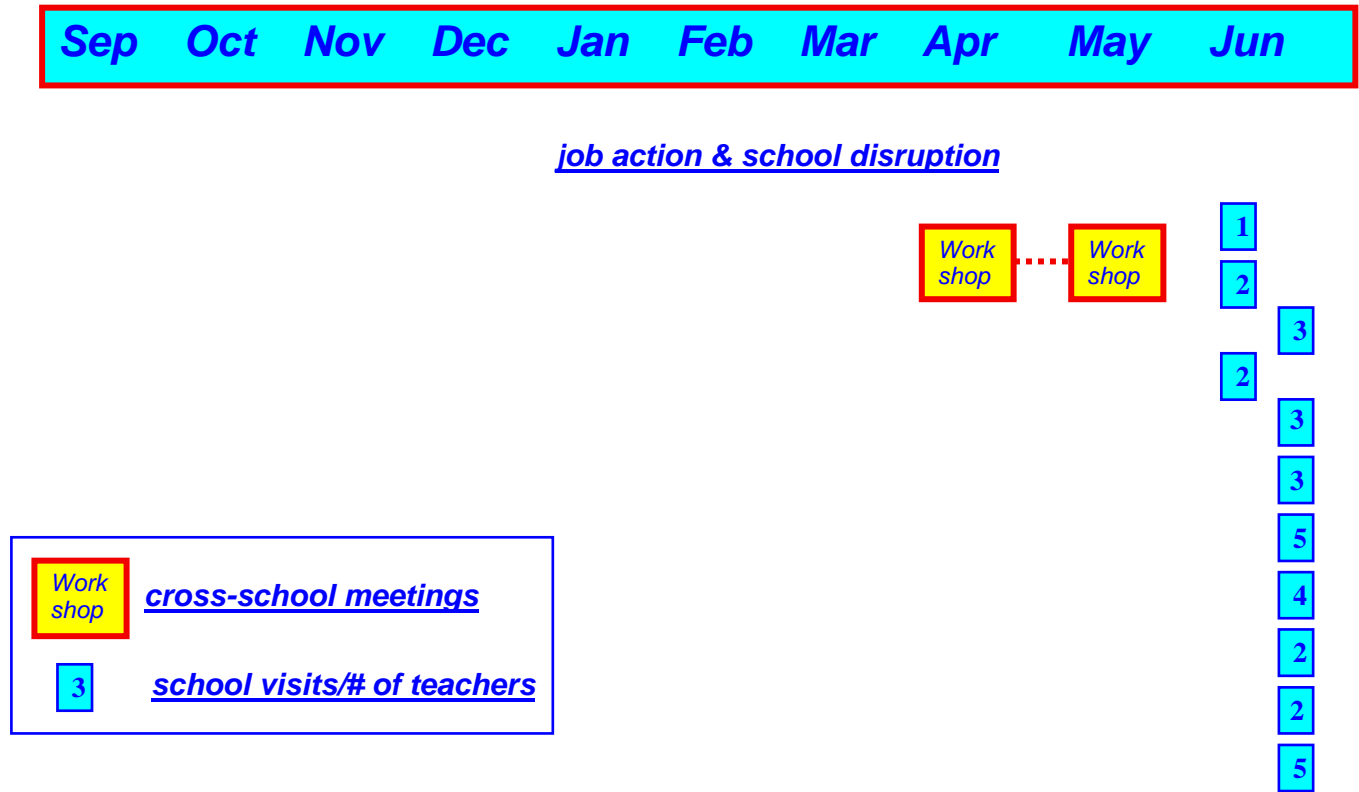 Sep Oct Nov Dec Jan Feb Mar Apr May Jun
job action & school disruption
Work
shop
Work
shop
1
2
3
2
3
3
5
4
2
2
5
Work
shop
cross-school meetings
3
school visits/# of teachers